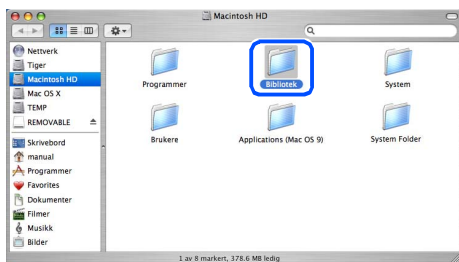 Macintosh HD
Nettverk
Tiger
Macintosh HD
Mac OS X
TEMP
REMOVABLE
Skrivebord
manual
Programmer
Favorites
Dokumenter
Filmer
Musikk
Bilder
Programmer
Bibliotek
System
Brukere
Applications (Mac OS 9)
System Folder
1 av 8 markert, 378.6 MB ledig